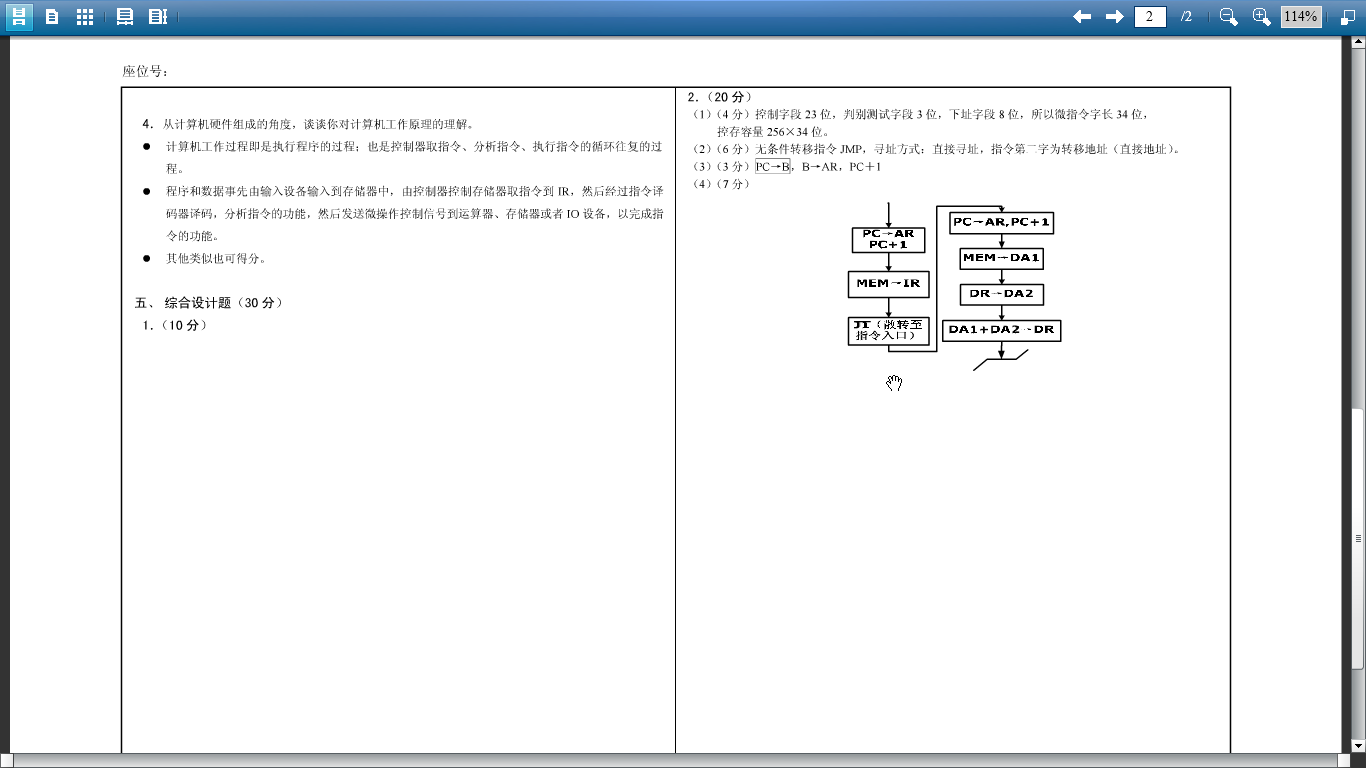 2
/2
114%
座位号：
4．从计算机硬件组成的角度，谈谈你对计算机工作原理的理解。
● 计算机工作过程即是执行程序的过程；也是控制器取指令、分析指令、执行指令的循环往复的过
程。
● 程序和数据事先由输入设备输入到存储器中，由控制器控制存储器取指令到 IR，然后经过指令译
码器译码，分析指令的功能，然后发送微操作控制信号到运算器、存储器或者 IO 设备，以完成指
令的功能。
● 其他类似也可得分。
五、 综合设计题（30 分）
1．（10 分）
2．（20 分）
（1）（4 分）控制字段 23 位，判别测试字段 3 位，下址字段 8 位，所以微指令字长 34 位，
控存容量 256×34 位。
（2）（6 分）无条件转移指令 JMP，寻址方式：直接寻址，指令第二字为转移地址（直接地址）。
（3）（3 分）PC→B，B→AR，PC＋1
（4）（7 分）
PC→AR
PC+1
MEM→IR
JT（散转至
指令入口）
PC→AR,PC+1
MEM→DA1
DR→DA2
DA1+DA2→DR